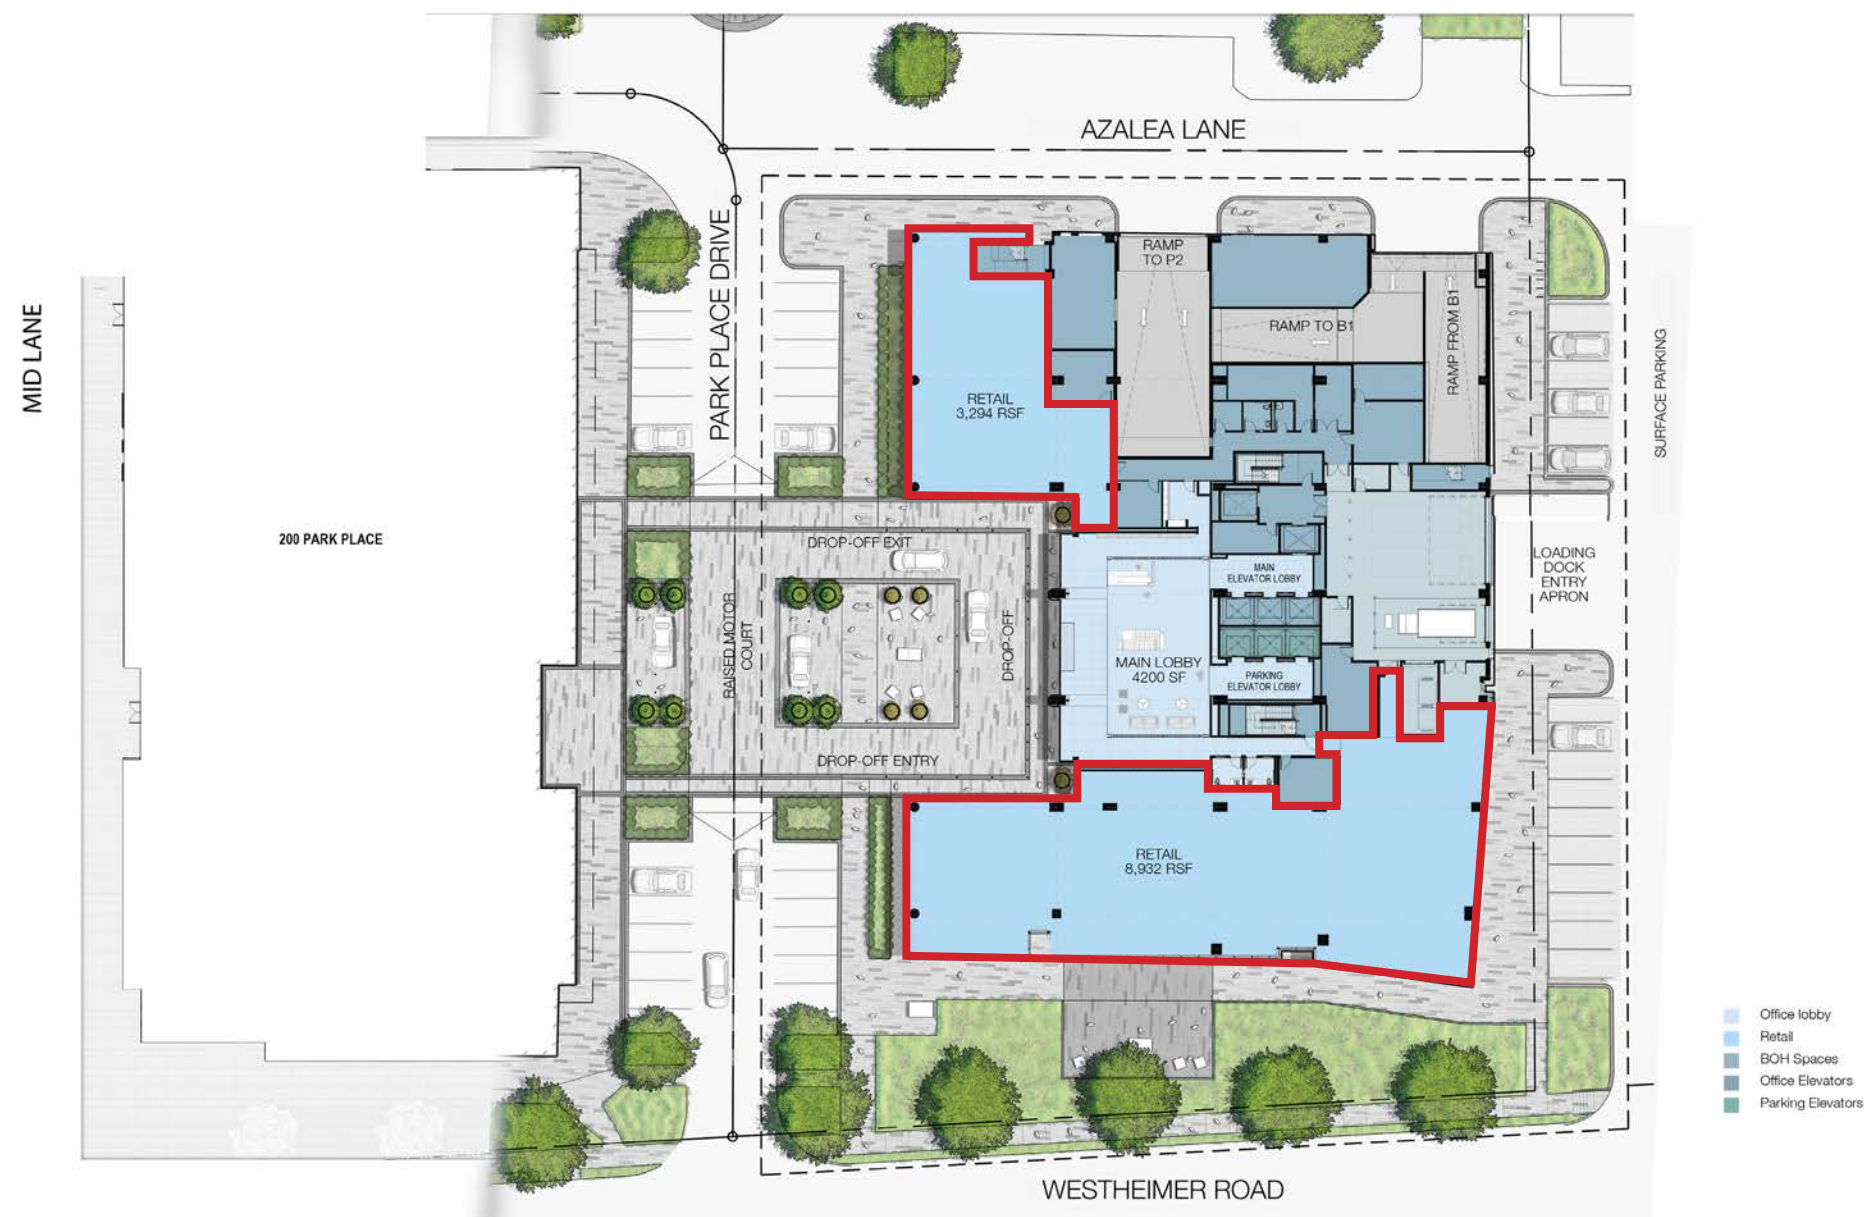 AZALEA LANE
MID LANE
PARK PLACE DRIVE
RAMP
TO P2
RAMP TO B1
RAMP FROM B1
SURFACE PARKING
RETAIL
3,294 RSF
200 PARK PLACE
DROP-OFF EXIT
RAISED MOTOR
COURT
DROP-OFF
DROP-OFF ENTRY
MAIN
ELEVATOR LOBBY
MAIN LOBBY
4200 SF
PARKING
ELEVATOR LOBBY
LOADING
DOCK
ENTRY
APRON
RETAIL
8,932 RSF
Office lobby
Retail
BOH Spaces
Office Elevators
Parking Elevators
WESTHEIMER ROAD